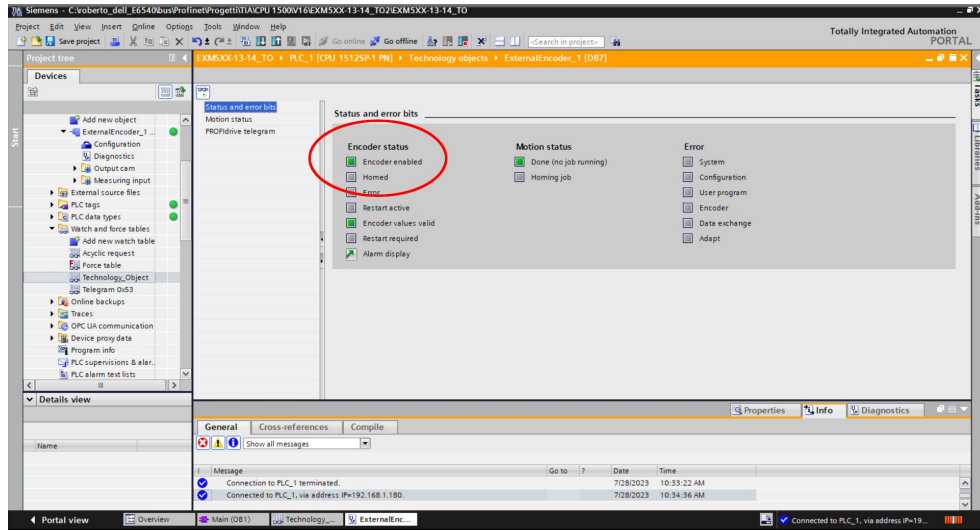 Siemens - C:\roberto_dell_E6540\bus\Profinet\Progetti\TIA\CPU 1500\V16\EXM5XX-13-14_TO2\EXM5XX-13-14_TO
Project Edit View Insert Online Options Tools Window Help
Totally Integrated Automation
PORTAL
Save project
Go online
Go offline
<Search in project>
Project tree
EXM5XX-13-14_TO ▸ PLC_1 [CPU 1512SP-1 PN] ▸ Technology objects ▸ ExternalEncoder_1 [DB7]
Devices
Add new object
ExternalEncoder_1 ...
Configuration
Diagnostics
Output cam
Measuring input
External source files
PLC tags
PLC data types
Watch and force tables
Add new watch table
Acyclic request
Force table
Technology_Object
Telegram 0x53
Online backups
Traces
OPC UA communication
Device proxy data
Program info
PLC supervisions & alar...
PLC alarm text lists
Start
Status and error bits
Motion status
PROFIdrive telegram
Status and error bits
Encoder status
Encoder enabled
Homed
Error
Restart active
Encoder values valid
Restart required
Alarm display
Motion status
Done (no job running)
Homing job
Error
System
Configuration
User program
Encoder
Data exchange
Adapt
Tasks
Libraries
Add-ins
Details view
Name
Properties
Info
Diagnostics
General
Cross-references
Compile
Show all messages
! Message Go to ? Date Time
Connection to PLC_1 terminated. 7/28/2023 10:33:22 AM
Connected to PLC_1, via address IP=192.168.1.180. 7/28/2023 10:34:36 AM
Portal view
Overview
Main (OB1)
Technology_...
ExternalEnc...
Connected to PLC_1, via address IP=19...